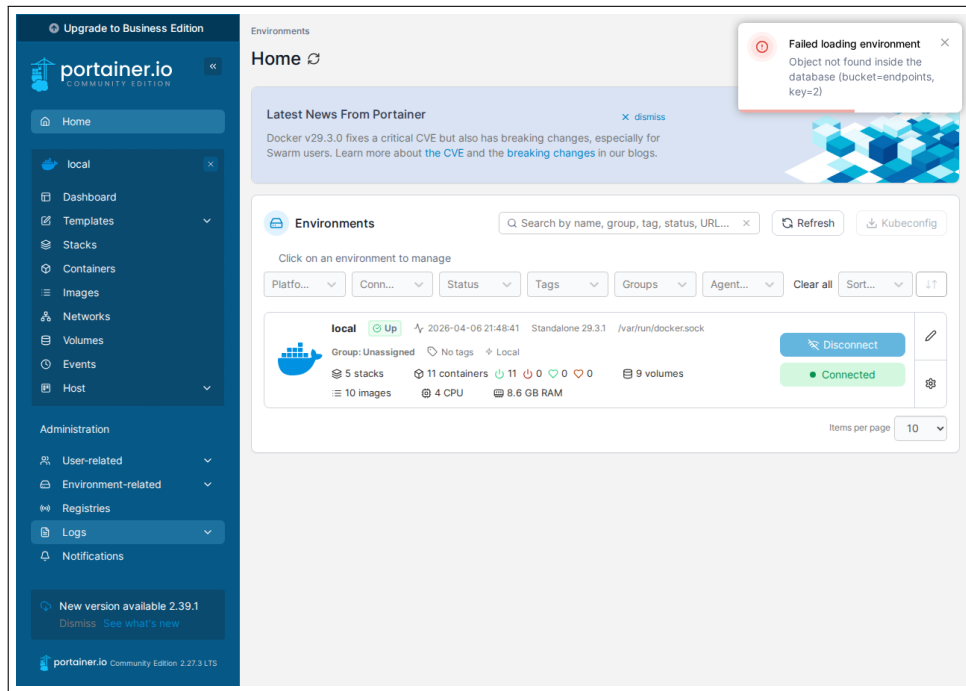 Upgrade to Business Edition
portainer.io
COMMUNITY EDITION
Home
local
Dashboard
Templates
Stacks
Containers
Images
Networks
Volumes
Events
Host
Administration
User-related
Environment-related
Registries
Logs
Notifications
New version available 2.39.1
Dismiss See what's new
portainer.io Community Edition 2.27.3 LTS
Environments
Home
Failed loading environment
Object not found inside the
database (bucket=endpoints,
key=2)
Latest News From Portainer
dismiss
Docker v29.3.0 fixes a critical CVE but also has breaking changes, especially for
Swarm users. Learn more about the CVE and the breaking changes in our blogs.
Environments
Search by name, group, tag, status, URL...
Refresh
Kubeconfig
Click on an environment to manage
Platfo... Conn... Status Tags Groups Agent... Clear all Sort...
local Up 2026-04-06 21:48:41 Standalone 29.3.1 /var/run/docker.sock
Group: Unassigned No tags Local
5 stacks 11 containers 11 0 0 0 9 volumes
10 images 4 CPU 8.6 GB RAM
Disconnect
Connected
Items per page 10